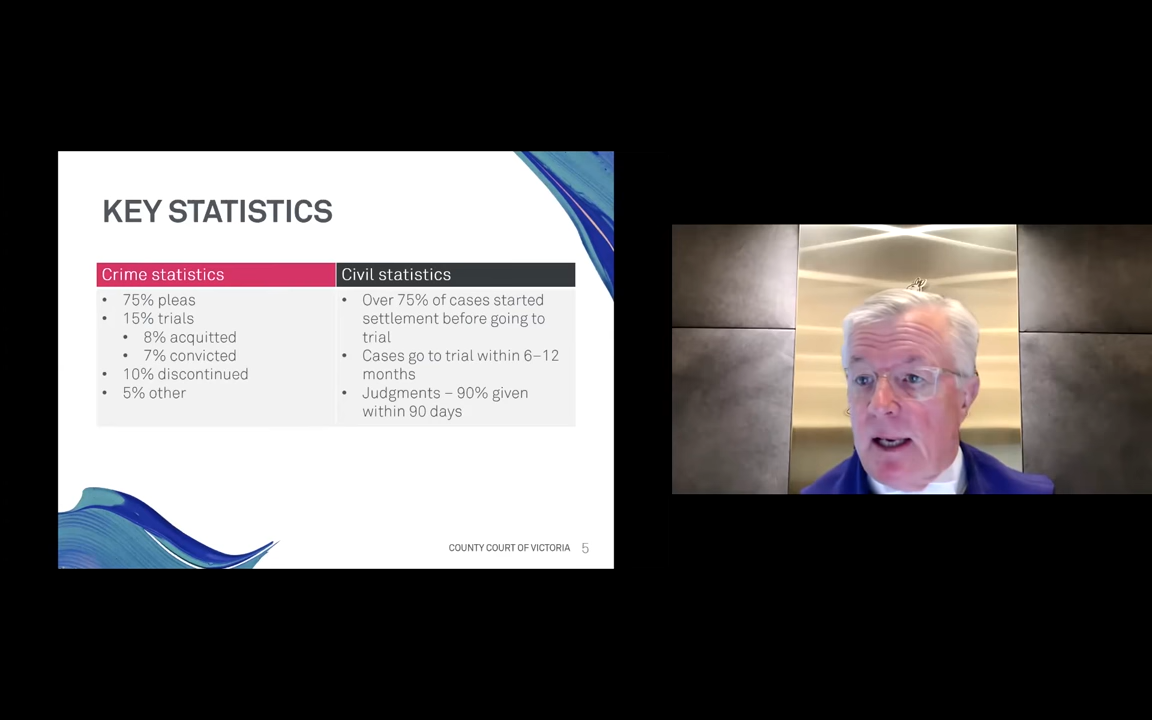 KEY STATISTICS
Crime statistics
• 75% pleas
• 15% trials
• 8% acquitted
• 7% convicted
• 10% discontinued
• 5% other
Civil statistics
• Over 75% of cases started
settlement before going to
trial
• Cases go to trial within 6–12
months
• Judgments – 90% given
within 90 days
COUNTY COURT OF VICTORIA 5